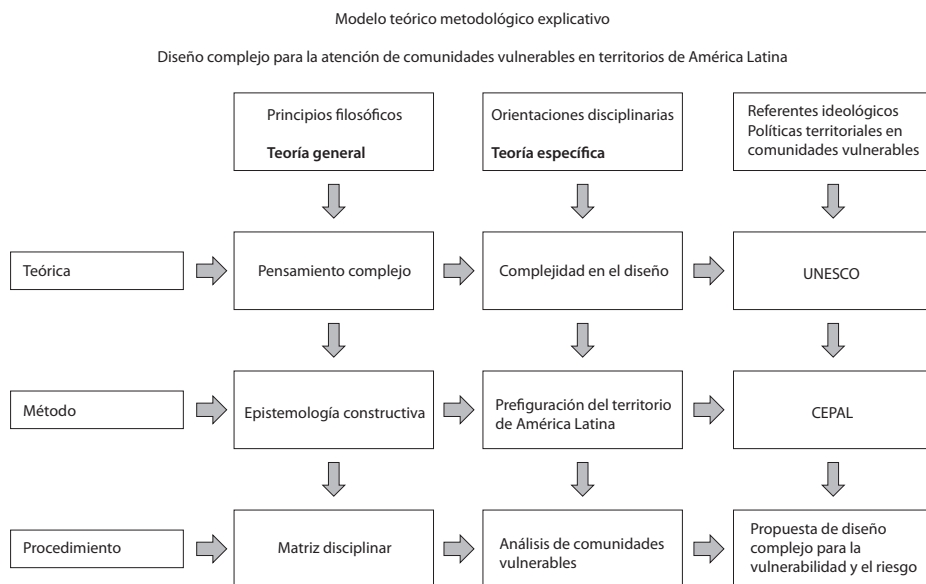 Modelo teórico metodológico explicativo
Diseño complejo para la atención de comunidades vulnerables en territorios de América Latina
Principios filosóficos
Teoría general
Orientaciones disciplinarias
Teoría específica
Referentes ideológicos
Políticas territoriales en
comunidades vulnerables
Teórica
Pensamiento complejo
Complejidad en el diseño
UNESCO
Método
Epistemología constructiva
Prefiguración del territorio
de América Latina
CEPAL
Procedimiento
Matriz disciplinar
Análisis de comunidades
vulnerables
Propuesta de diseño
complejo para la
vulnerabilidad y el riesgo